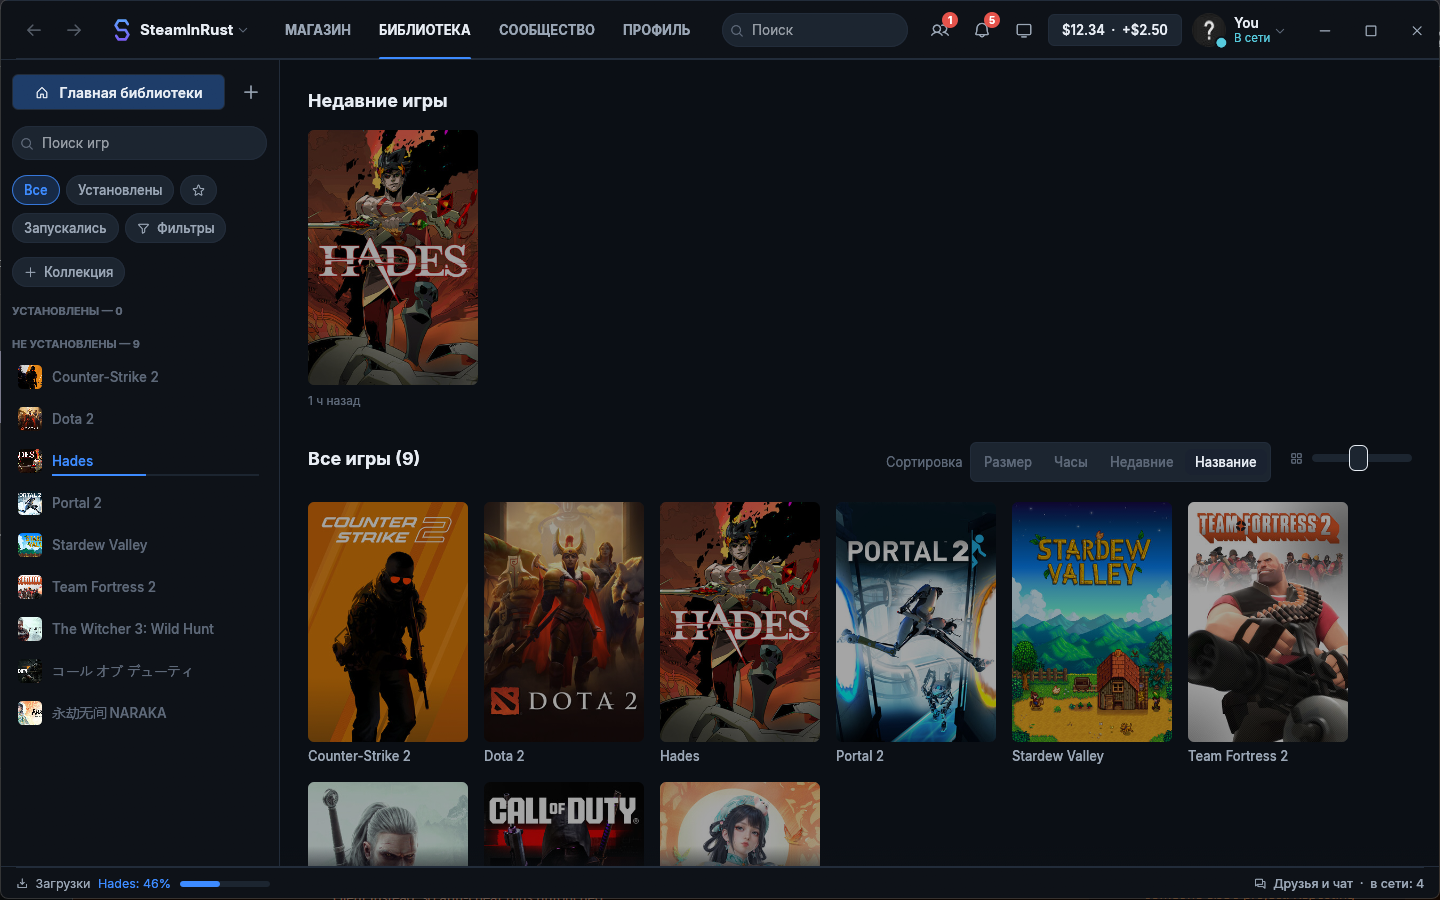 SteamInRust
МАГАЗИН
БИБЛИОТЕКА
СООБЩЕСТВО
ПРОФИЛЬ
Поиск
1
5
$12.34 · +$2.50
?
You
В сети
Главная библиотеки
Поиск игр
Все
Установлены
Запускались
Фильтры
Коллекция
УСТАНОВЛЕНЫ — 0
НЕ УСТАНОВЛЕНЫ — 9
Counter-Strike 2
Dota 2
Hades
Portal 2
Stardew Valley
Team Fortress 2
The Witcher 3: Wild Hunt
コール オブ デューティ
永劫无间 NARAKA
Недавние игры
HADES
1 ч назад
Все игры (9)
Сортировка
Размер
Часы
Недавние
Название
COUNTER STRIKE 2
DOTA 2
HADES
PORTAL 2
STARDEW VALLEY
TEAM FORTRESS 2
Counter-Strike 2
Dota 2
Hades
Portal 2
Stardew Valley
Team Fortress 2
CALL OF DUTY
Загрузки
Hades: 46%
Друзья и чат · в сети: 4